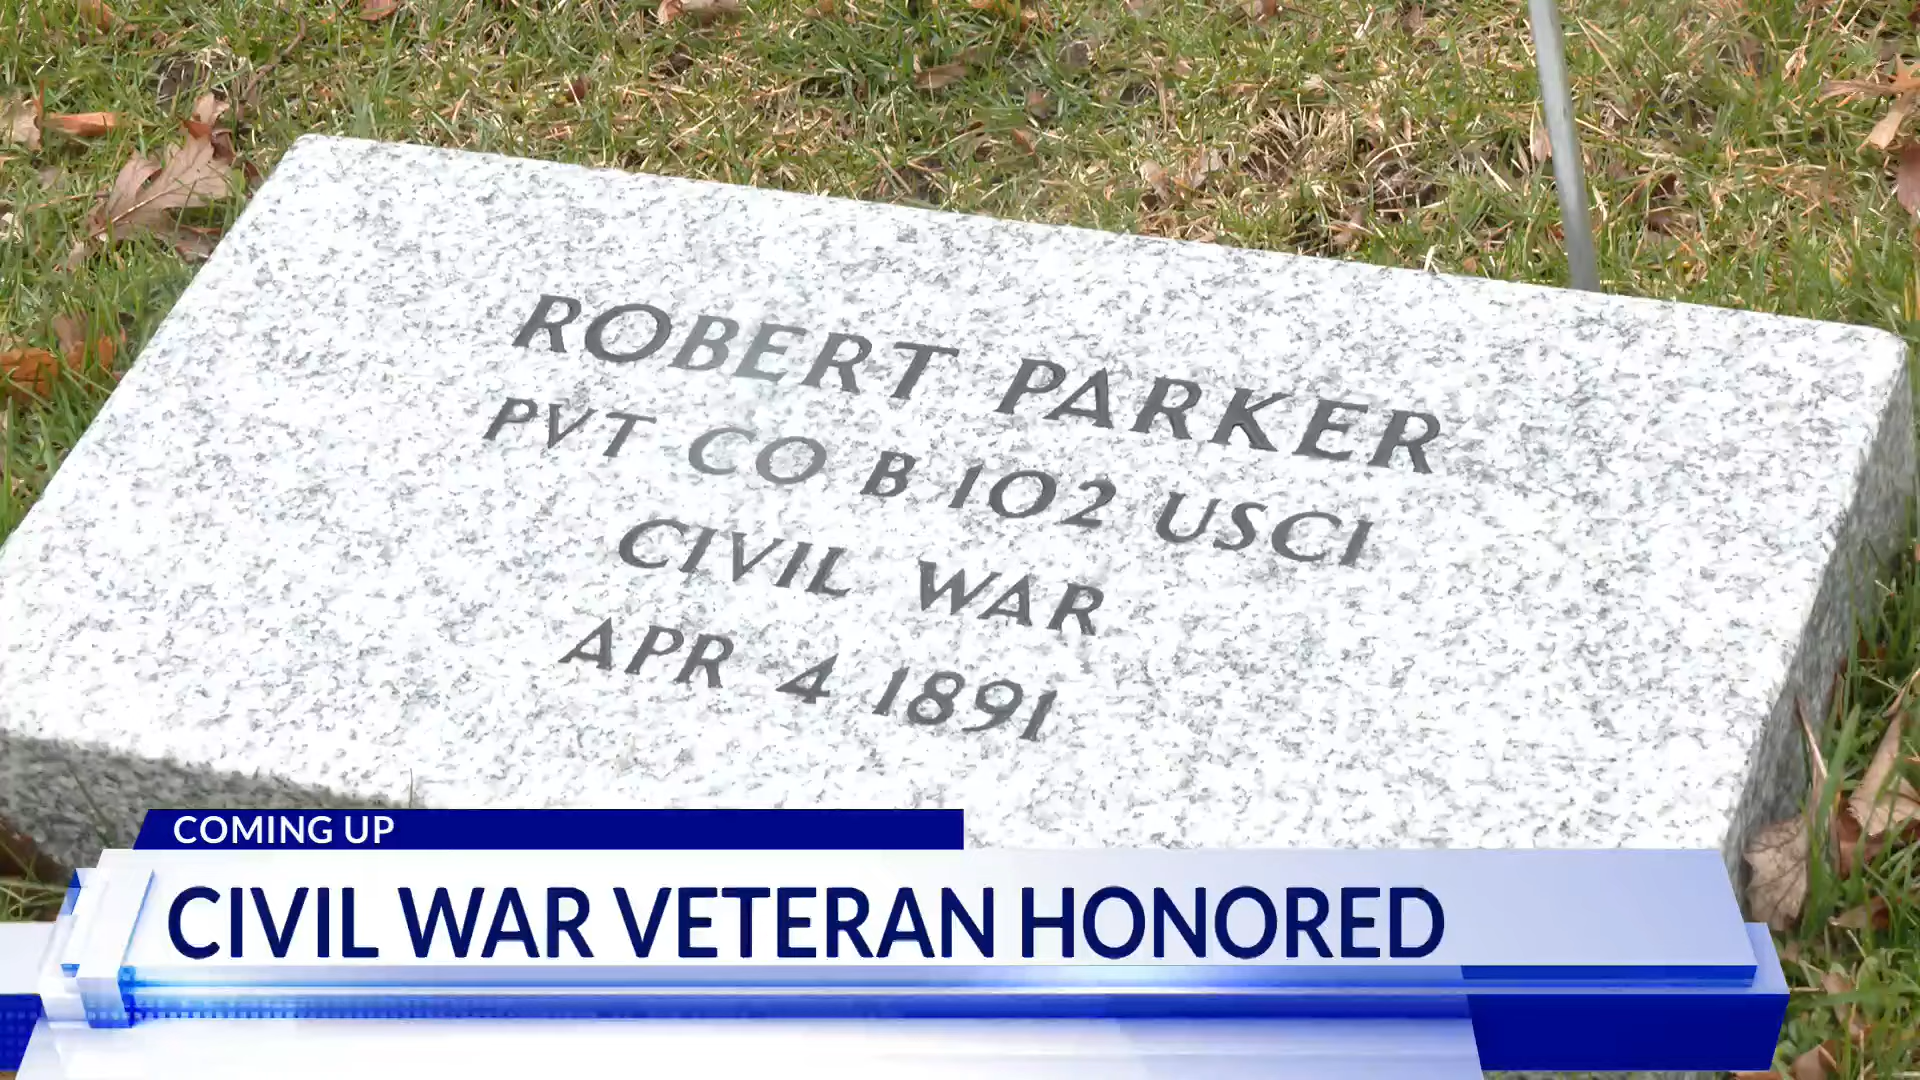 ROBERT PARKER
PVT CO B 102 USCI
CIVIL WAR
APR 4 1891
COMING UP
CIVIL WAR VETERAN HONORED